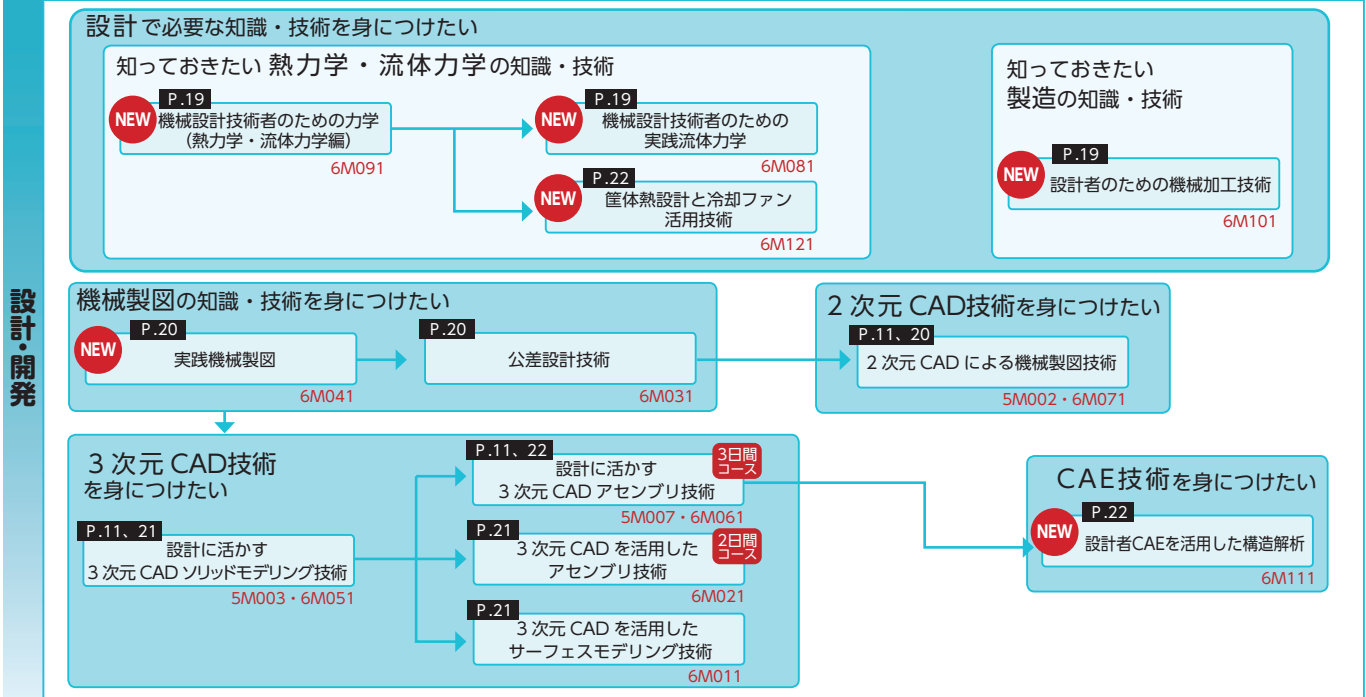 設計・開発
設計で必要な知識・技術を身につけたい
知っておきたい 熱力学・流体力学の知識・技術
P.19
NEW
機械設計技術者のための力学
（熱力学・流体力学編）
6M091
P.19
NEW
機械設計技術者のための
実践流体力学
6M081
P.22
NEW
筐体熱設計と冷却ファン
活用技術
6M121
知っておきたい
製造の知識・技術
P.19
NEW
設計者のための機械加工技術
6M101
機械製図の知識・技術を身につけたい
P.20
NEW
実践機械製図
6M041
P.20
公差設計技術
6M031
2 次元 CAD技術を身につけたい
P.11、20
2 次元 CAD による機械製図技術
5M002・6M071
3 次元 CAD技術
を身につけたい
P.11、21
設計に活かす
3 次元 CAD ソリッドモデリング技術
5M003・6M051
P.11、22
3日間
コース
設計に活かす
3 次元 CAD アセンブリ技術
5M007・6M061
P.21
2日間
コース
3 次元 CAD を活用した
アセンブリ技術
6M021
P.21
3 次元 CAD を活用した
サーフェスモデリング技術
6M011
CAE技術を身につけたい
P.22
NEW
設計者CAEを活用した構造解析
6M111